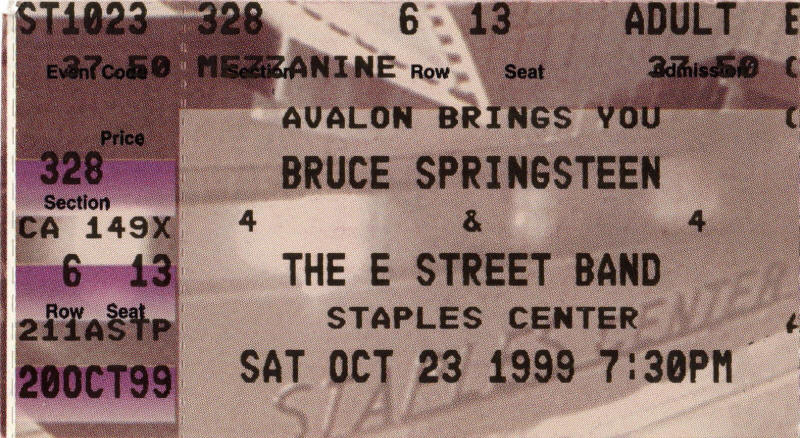 ST1023 328 6 13 ADULT E
37.50 MEZZANINE 37.50 C
Event Code Section Row Seat Admission
AVALON BRINGS YOU C
Price
328 BRUCE SPRINGSTEEN
Section
CA 149X 4 & 4
6 13 THE E STREET BAND
Row Seat STAPLES CENTER
211ASTP
20OCT99 SAT OCT 23 1999 7:30PM
STAPLES CENTER